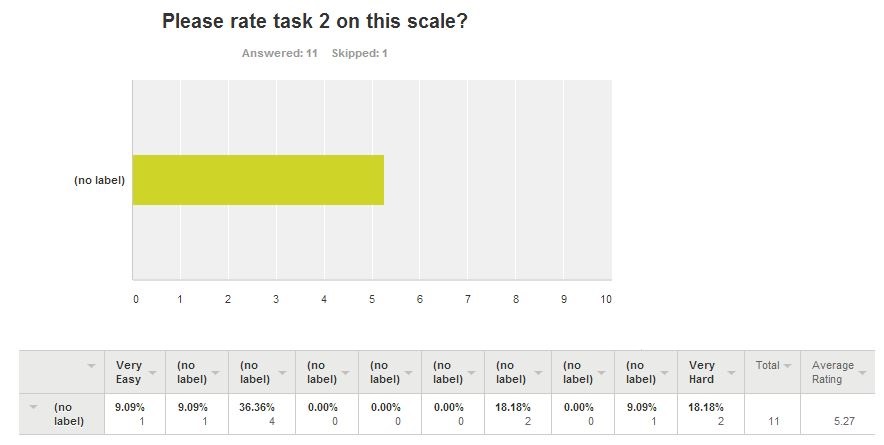 Please rate task 2 on this scale?
Answered: 11 Skipped: 1
(no label)
0 1 2 3 4 5 6 7 8 9 10
Very Easy (no label) (no label) (no label) (no label) (no label) (no label) (no label) (no label) Very Hard Total Average Rating
(no label) 9.09% 9.09% 36.36% 0.00% 0.00% 0.00% 18.18% 0.00% 9.09% 18.18%
1 1 4 0 0 0 2 0 1 2 11 5.27